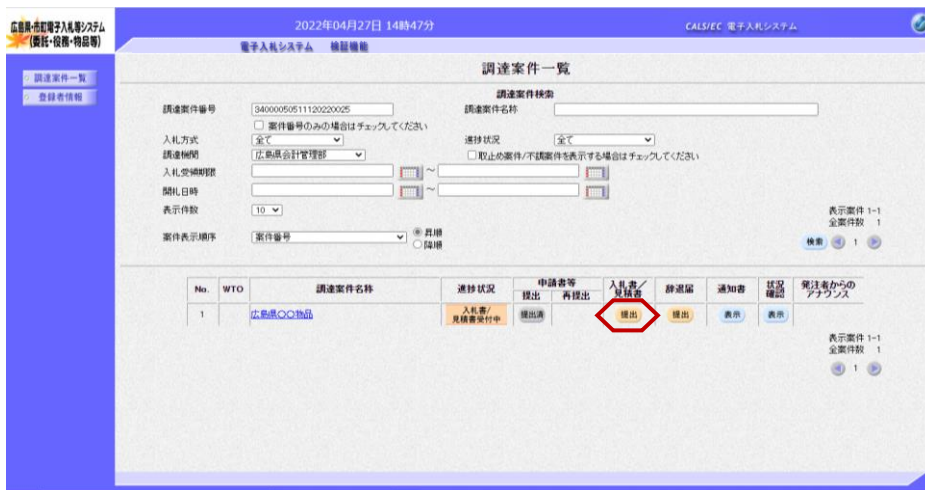 広島県・市町電子入札等システム
(委託・役務・物品等)
2022年04月27日 14時47分
CALS/EC 電子入札システム
電子入札システム 検証機能
調達案件一覧
登録者情報
調達案件一覧
調達案件検索
調達案件番号 34000050511120220025 調達案件名称
案件番号のみの場合はチェックしてください
入札方式 全て 進捗状況 全て
調達機関 広島県会計管理部 取止め案件/不調案件を表示する場合はチェックしてください
入札受領期限 ~
開札日時 ~
表示件数 10
表示案件 1-1
全案件数 1
案件表示順序 案件番号 昇順
降順
検索 1
No. WTO 調達案件名称 進捗状況 申請書等 入札書/見積書 辞退届 通知書 状況確認 発注者からのアナウンス
提出 再提出
1 広島県〇〇物品 入札書/見積書受付中 提出済 提出 提出 表示 表示
表示案件 1-1
全案件数 1
1